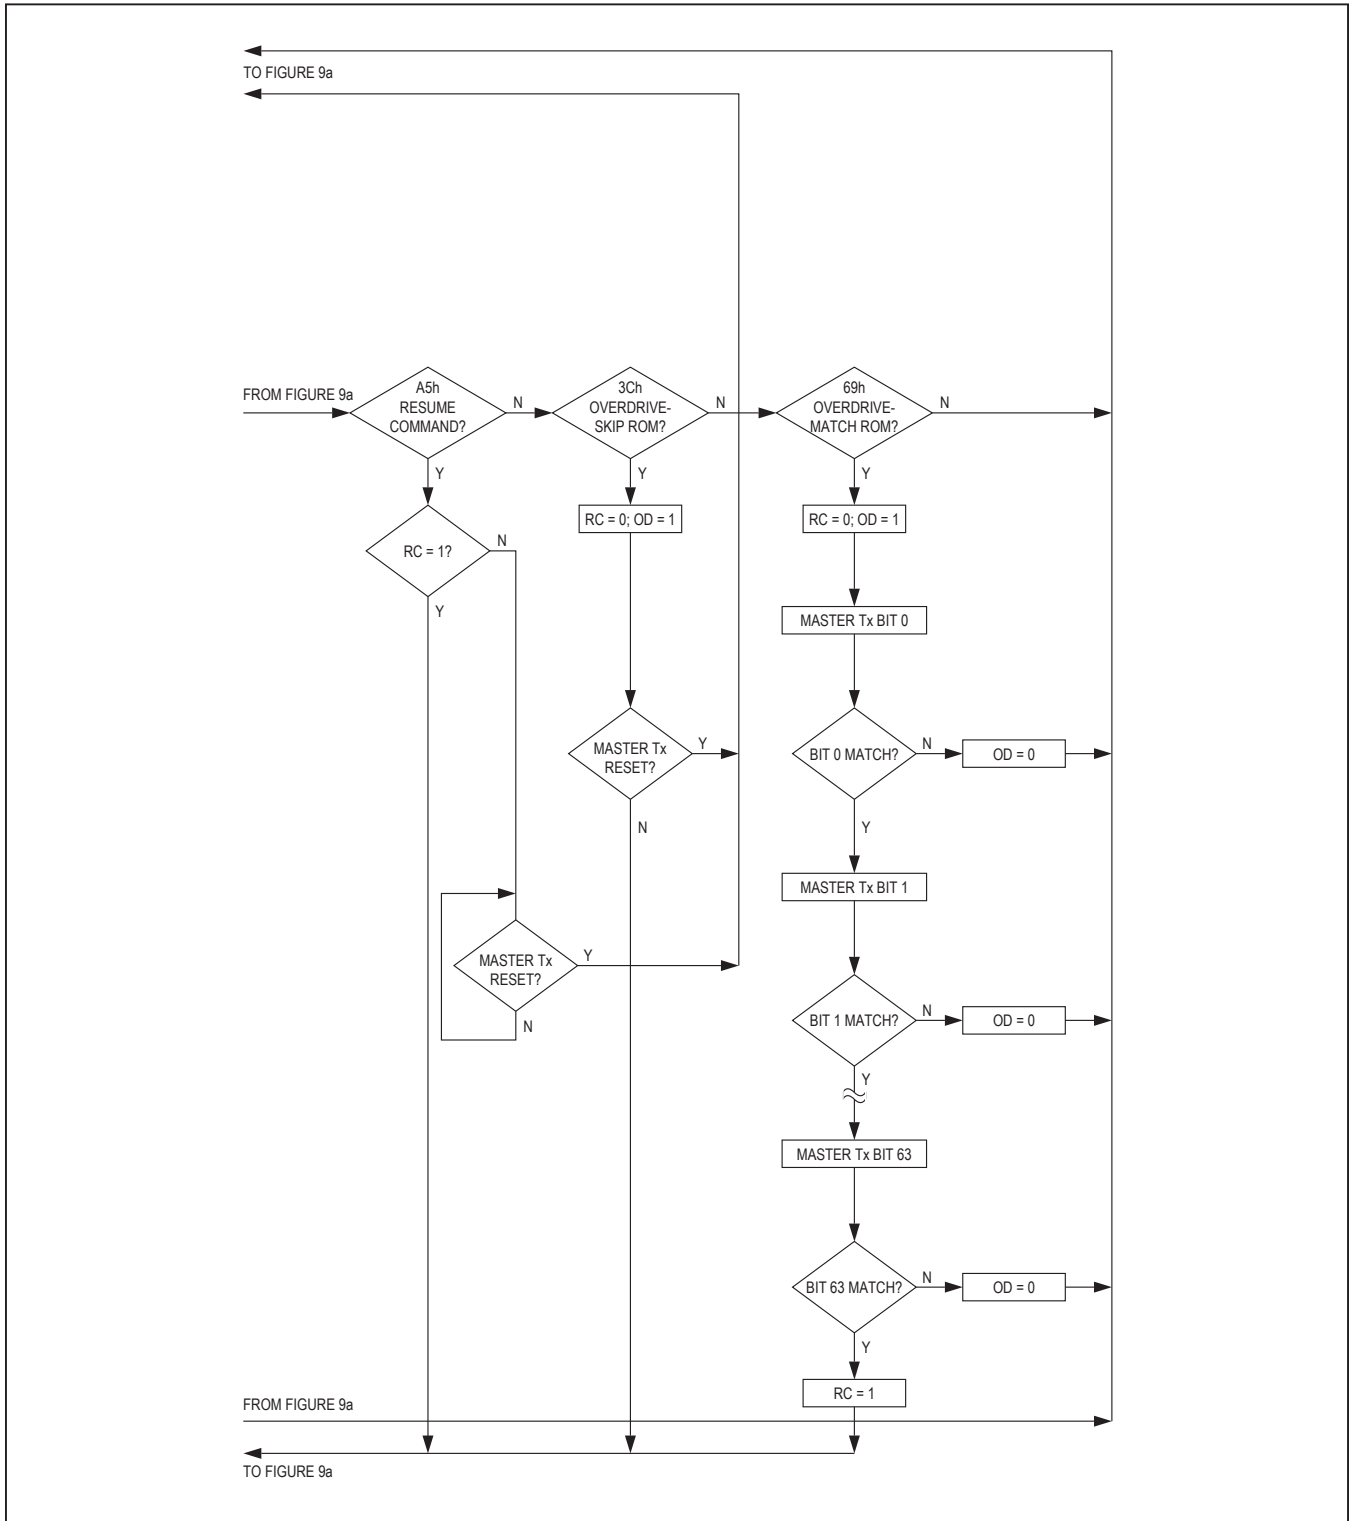 TO FIGURE 9a
FROM FIGURE 9a
A5h
RESUME
COMMAND?
N
3Ch
OVERDRIVE-
SKIP ROM?
N
69h
OVERDRIVE-
MATCH ROM?
N
Y
Y
Y
RC = 1?
N
RC = 0; OD = 1
RC = 0; OD = 1
Y
MASTER Tx BIT 0
MASTER Tx
RESET?
Y
BIT 0 MATCH?
N
OD = 0
N
Y
MASTER Tx BIT 1
MASTER Tx
RESET?
Y
N
BIT 1 MATCH?
N
OD = 0
Y
MASTER Tx BIT 63
BIT 63 MATCH?
N
OD = 0
Y
RC = 1
FROM FIGURE 9a
TO FIGURE 9a